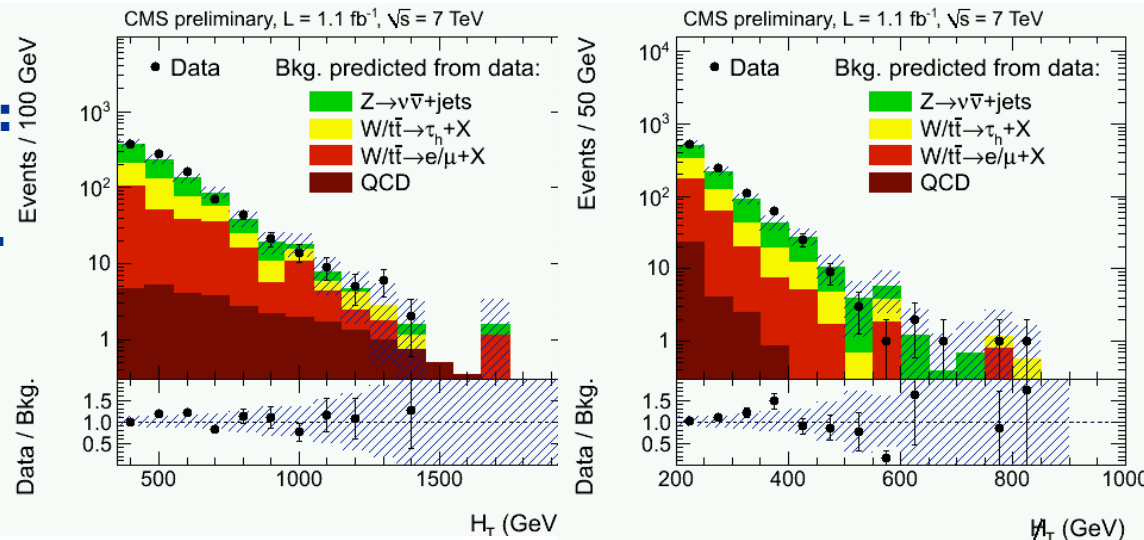 CMS preliminary, L = 1.1 fb⁻¹, √s = 7 TeV
Events / 100 GeV
10³
10²
10
1
Data
Bkg. predicted from data:
Z→νν̄+jets
W/tt̄→τₕ+X
W/tt̄→e/μ+X
QCD
Data / Bkg.
1.5
1.0
0.5
500
1000
1500
H_T (GeV
CMS preliminary, L = 1.1 fb⁻¹, √s = 7 TeV
Events / 50 GeV
10⁴
10³
10²
10
1
Data
Bkg. predicted from data:
Z→νν̄+jets
W/tt̄→τₕ+X
W/tt̄→e/μ+X
QCD
Data / Bkg.
1.5
1.0
0.5
200
400
600
800
1000
H̸_T (GeV)